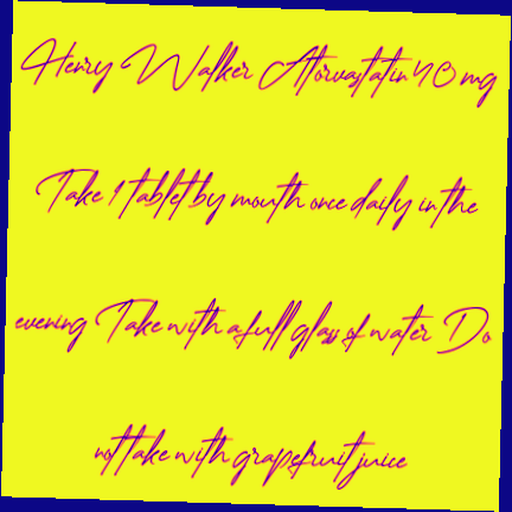 Henry Walker Atorvastatin 40 mg
Take 1 tablet by mouth once daily in the
evening Take with a full glass of water Do
not take with grapefruit juice